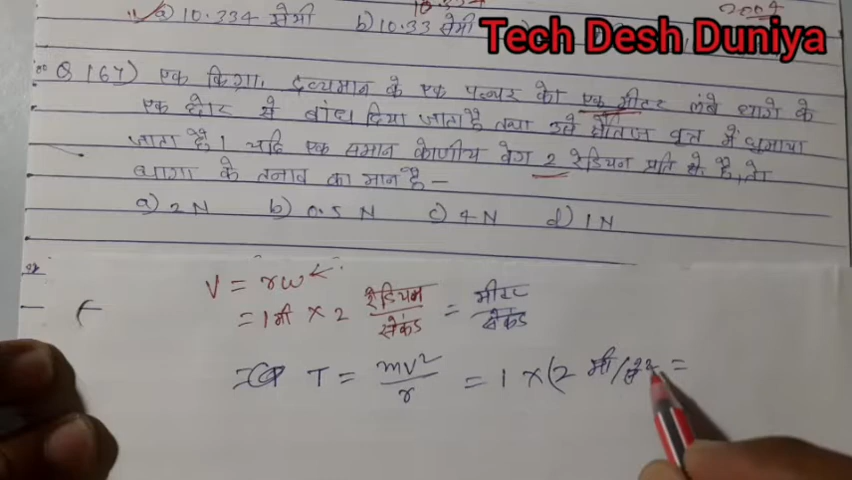 a) 10.334 सेमी b) 10.33 सेमी 2004
Tech Desh Duniya
Q (67) एक किग्रा. द्रव्यमान के एक पत्थर को एक मीटर लंबे धागे के
एक छोर से बांध दिया जाता है तथा उसे क्षैतिज वृत्त में घुमाया
जाता है। यदि एक समान कोणीय वेग 2 रेडियन प्रति से है, तो
धागा के तनाव का मान है –
a) 2 N b) 0.5 N c) 4 N d) 1 N
V = rω
= 1 मी × 2 रेडियन/सेकंड = मीटर/सेकंड
⇒ T = mv²/r = 1 × (2 मी/से =